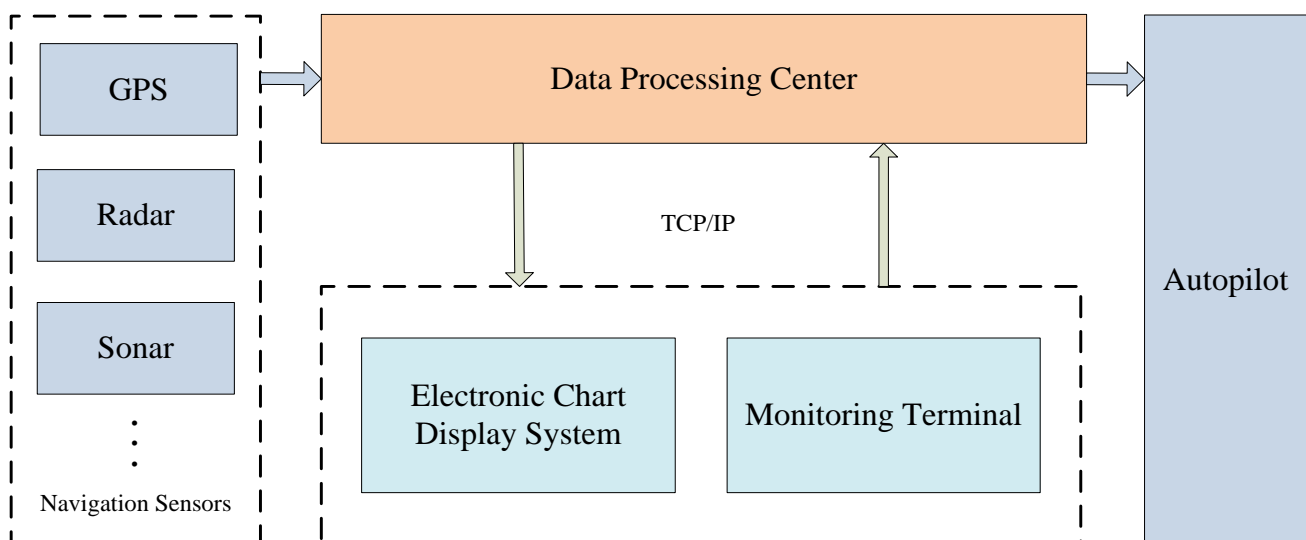 GPS
Radar
Sonar
Navigation Sensors
Data Processing Center
TCP/IP
Electronic Chart
Display System
Monitoring Terminal
Autopilot